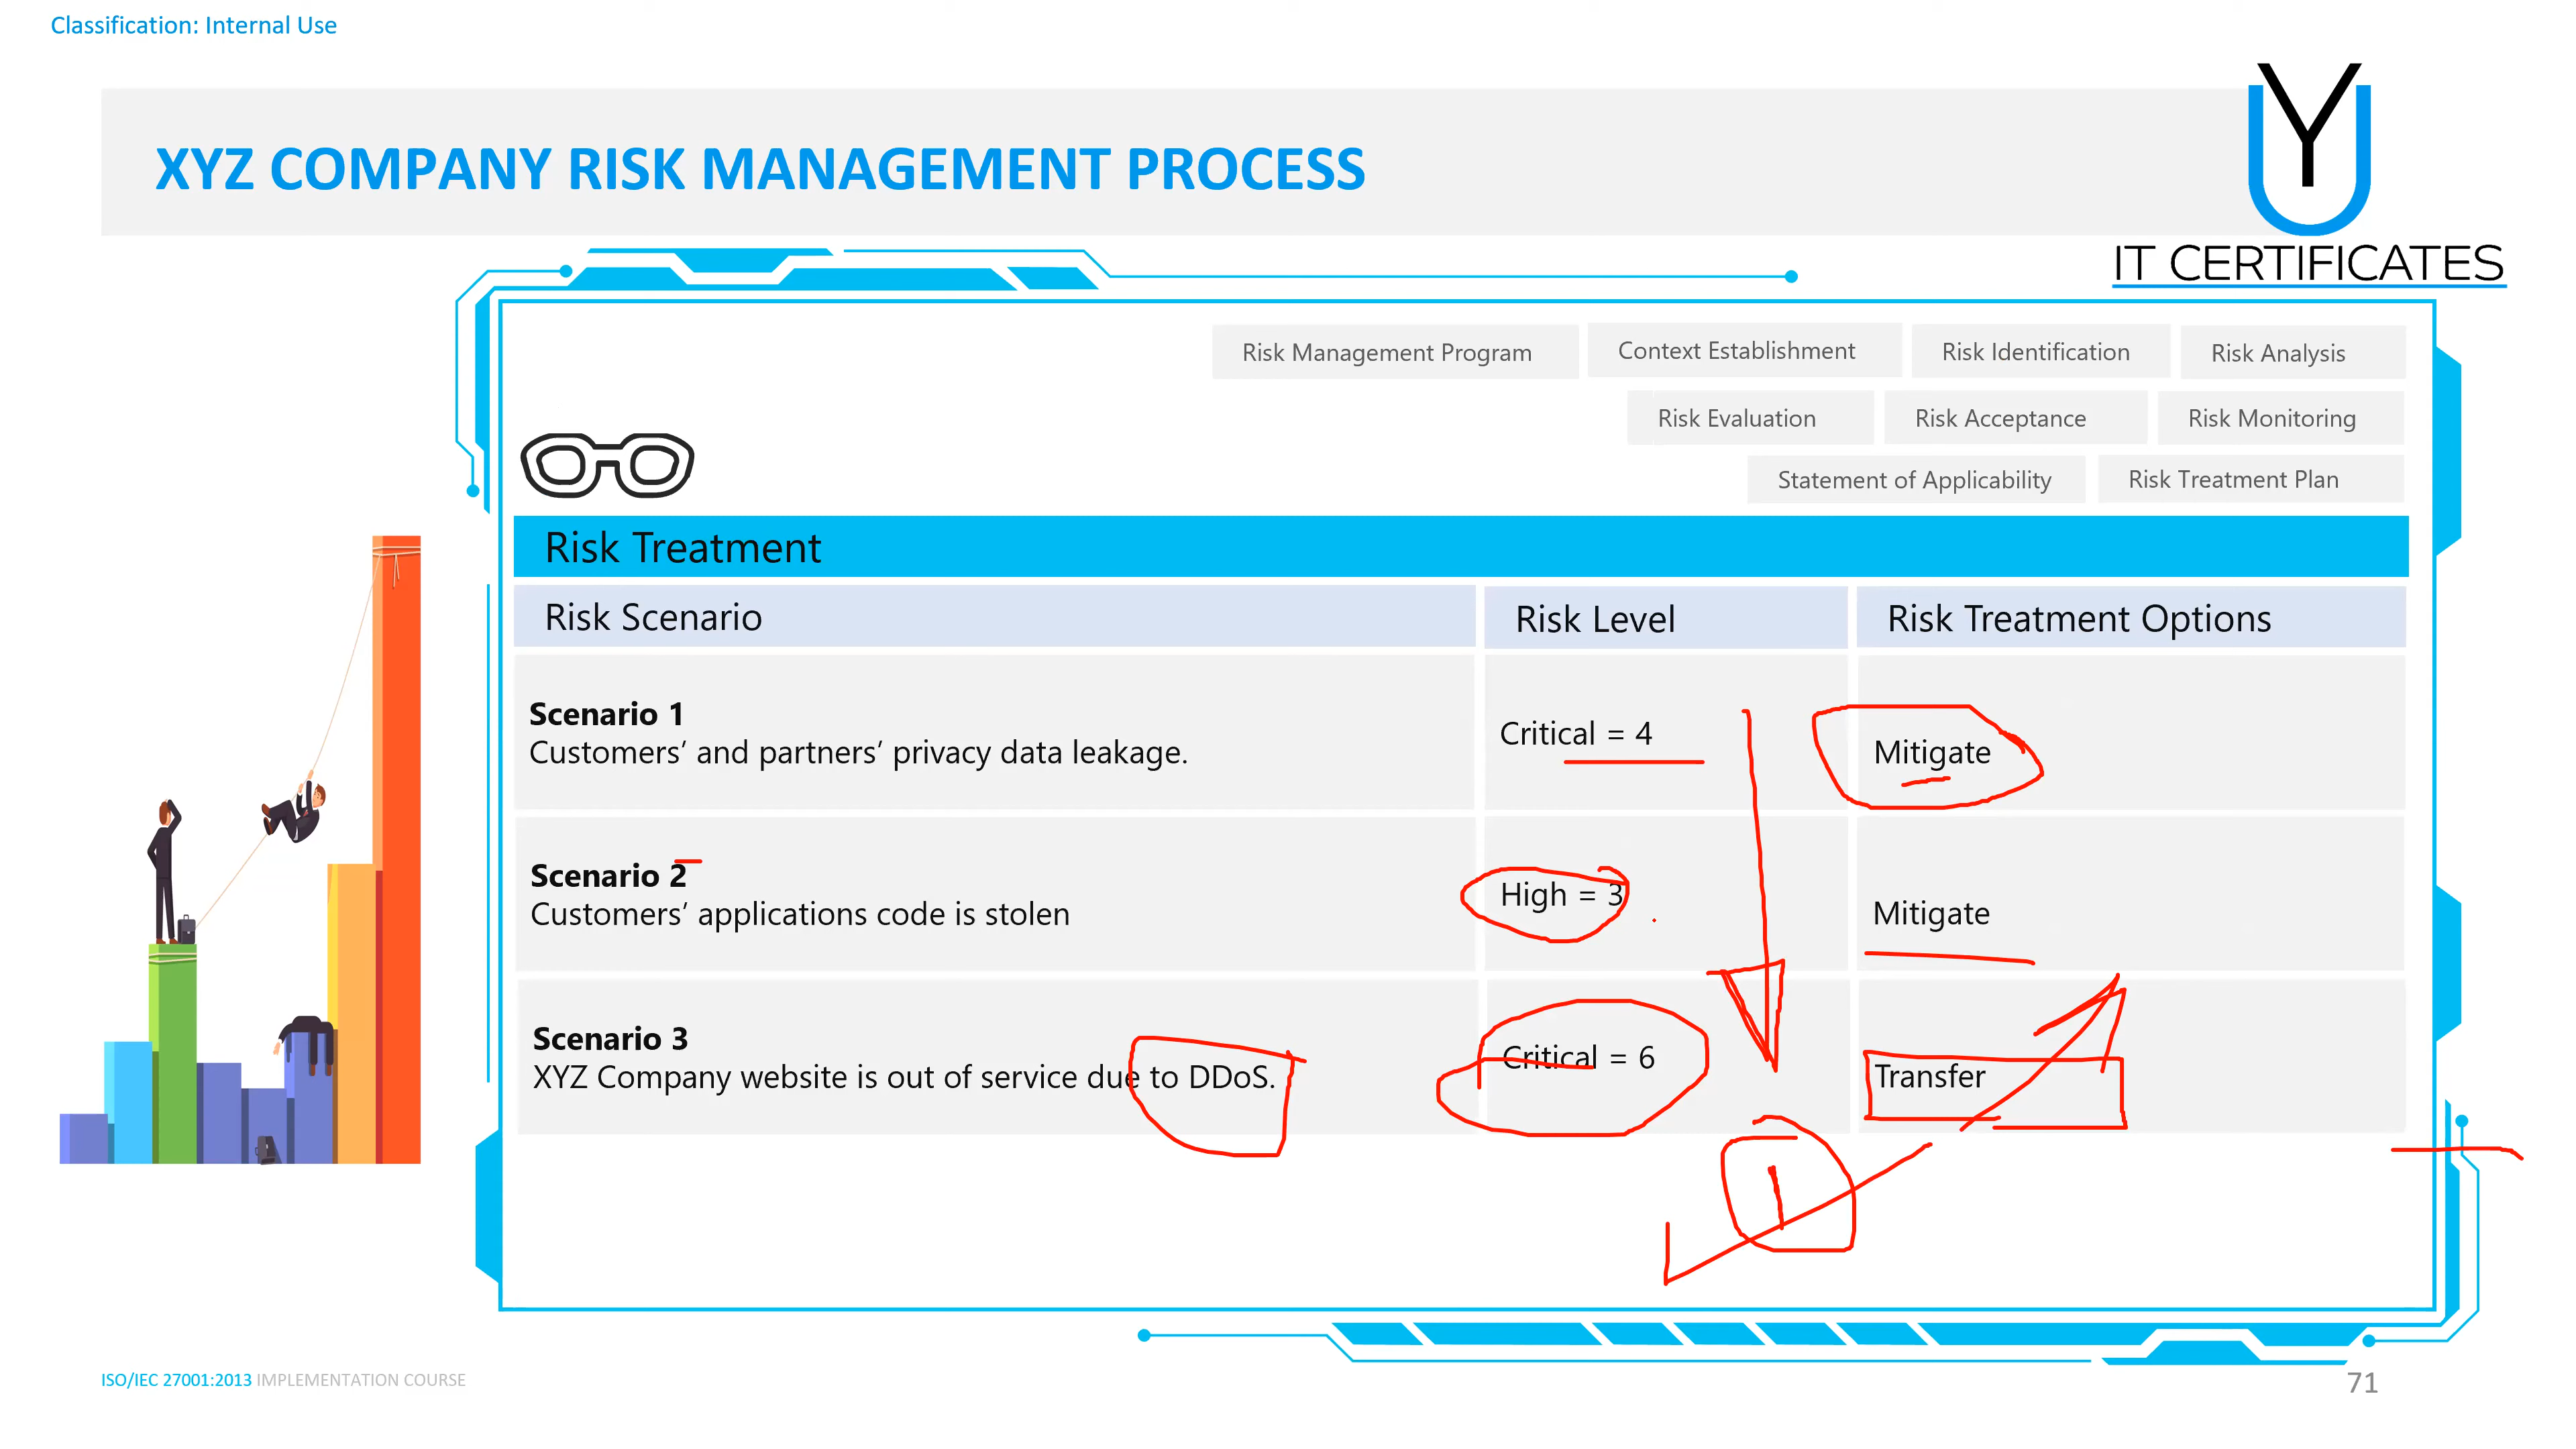 Classification: Internal Use
XYZ COMPANY RISK MANAGEMENT PROCESS
YU
IT CERTIFICATES
Risk Management Program
Context Establishment
Risk Identification
Risk Analysis
Risk Evaluation
Risk Acceptance
Risk Monitoring
Statement of Applicability
Risk Treatment Plan
Risk Treatment
Risk Scenario
Risk Level
Risk Treatment Options
Scenario 1
Customers’ and partners’ privacy data leakage.
Critical = 4
Mitigate
Scenario 2
Customers’ applications code is stolen
High = 3
Mitigate
Scenario 3
XYZ Company website is out of service due to DDoS.
Critical = 6
Transfer
1
ISO/IEC 27001:2013 IMPLEMENTATION COURSE
71